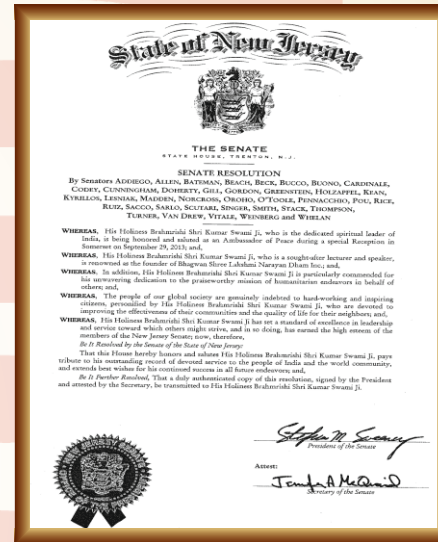 State of New Jersey
THE SENATE
STATE HOUSE, TRENTON, N.J.
SENATE RESOLUTION
By Senators ADDIEGO, ALLEN, BATEMAN, BEACH, BECK, BUCCO, BUONO, CARDINALE,
CODEY, CUNNINGHAM, DOHERTY, GILL, GORDON, GREENSTEIN, HOLZAPFEL, KEAN,
KYRILLOS, LESNIAK, MADDEN, NORCROSS, OROHO, O'TOOLE, PENNACCHIO, POU, RICE,
RUIZ, SACCO, SARLO, SCUTARI, SINGER, SMITH, STACK, THOMPSON,
TURNER, VAN DREW, VITALE, WEINBERG and WHELAN
WHEREAS, His Holiness Brahmrishi Shri Kumar Swami Ji, who is the dedicated spiritual leader of
India, is being honored and saluted as an Ambassador of Peace during a special Reception in
Somerset on September 29, 2013; and,
WHEREAS, His Holiness Brahmrishi Shri Kumar Swami Ji, who is a sought-after lecturer and speaker,
is renowned as the founder of Bhagwan Shree Lakshmi Narayan Dham Inc.; and,
WHEREAS, In addition, His Holiness Brahmrishi Shri Kumar Swami Ji is particularly commended for
his unwavering dedication to the praiseworthy mission of humanitarian endeavors in behalf of
others; and,
WHEREAS, The people of our global society are genuinely indebted to hard-working and inspiring
citizens, personified by His Holiness Brahmrishi Shri Kumar Swami Ji, who are devoted to
improving the effectiveness of their communities and the quality of life for their neighbors; and,
WHEREAS, His Holiness Brahmrishi Shri Kumar Swami Ji has set a standard of excellence in leadership
and service toward which others might strive, and in so doing, has earned the high esteem of the
members of the New Jersey Senate; now, therefore,
Be It Resolved by the Senate of the State of New Jersey:
That this House hereby honors and salutes His Holiness Brahmrishi Shri Kumar Swami Ji, pays
tribute to his outstanding record of devoted service to the people of India and the world community,
and extends best wishes for his continued success in all future endeavors; and,
Be It Further Resolved, That a duly authenticated copy of this resolution, signed by the President
and attested by the Secretary, be transmitted to His Holiness Brahmrishi Shri Kumar Swami Ji.
Stephen M. Sweeney
President of the Senate
Attest:
Secretary of the Senate